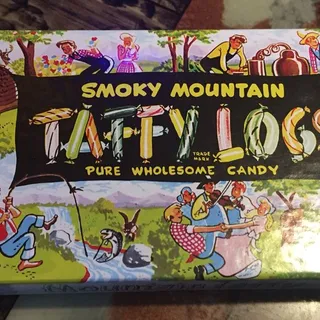 SMOKY MOUNTAIN
TAFFY LOGS
TRADE
MARK
PURE WHOLESOME CANDY